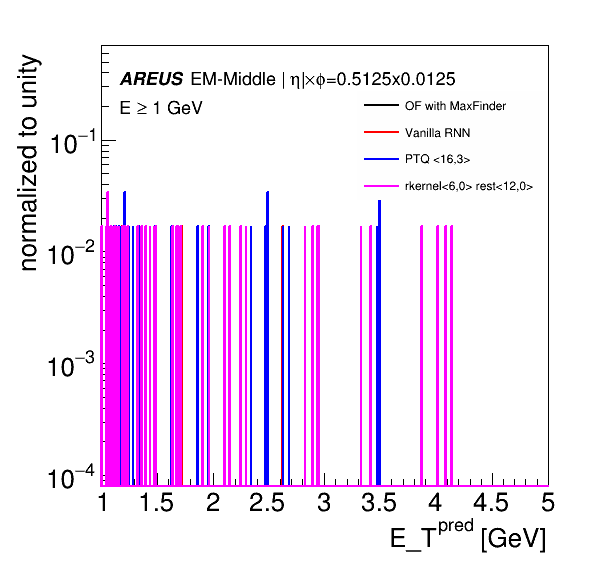 AREUS EM-Middle | η|×φ=0.5125x0.0125
E ≥ 1 GeV
OF with MaxFinder
Vanilla RNN
PTQ <16,3>
rkernel<6,0> rest<12,0>
normalized to unity
10⁻¹
10⁻²
10⁻³
10⁻⁴
1 1.5 2 2.5 3 3.5 4 4.5 5
E_T^pred [GeV]